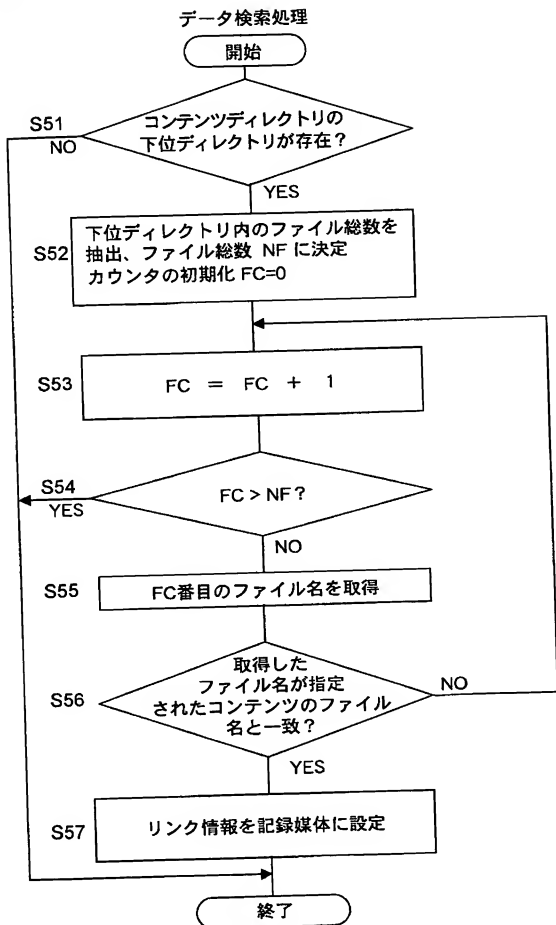 データ検索処理
開始
S51
NO
コンテンツディレクトリの
下位ディレクトリが存在？
YES
S52
下位ディレクトリ内のファイル総数を
抽出、ファイル総数 NF に決定
カウンタの初期化 FC=0
S53
FC = FC + 1
S54
YES
FC > NF？
NO
S55
FC番目のファイル名を取得
S56
取得した
ファイル名が指定
されたコンテンツのファイル
名と一致？
NO
YES
S57
リンク情報を記録媒体に設定
終了